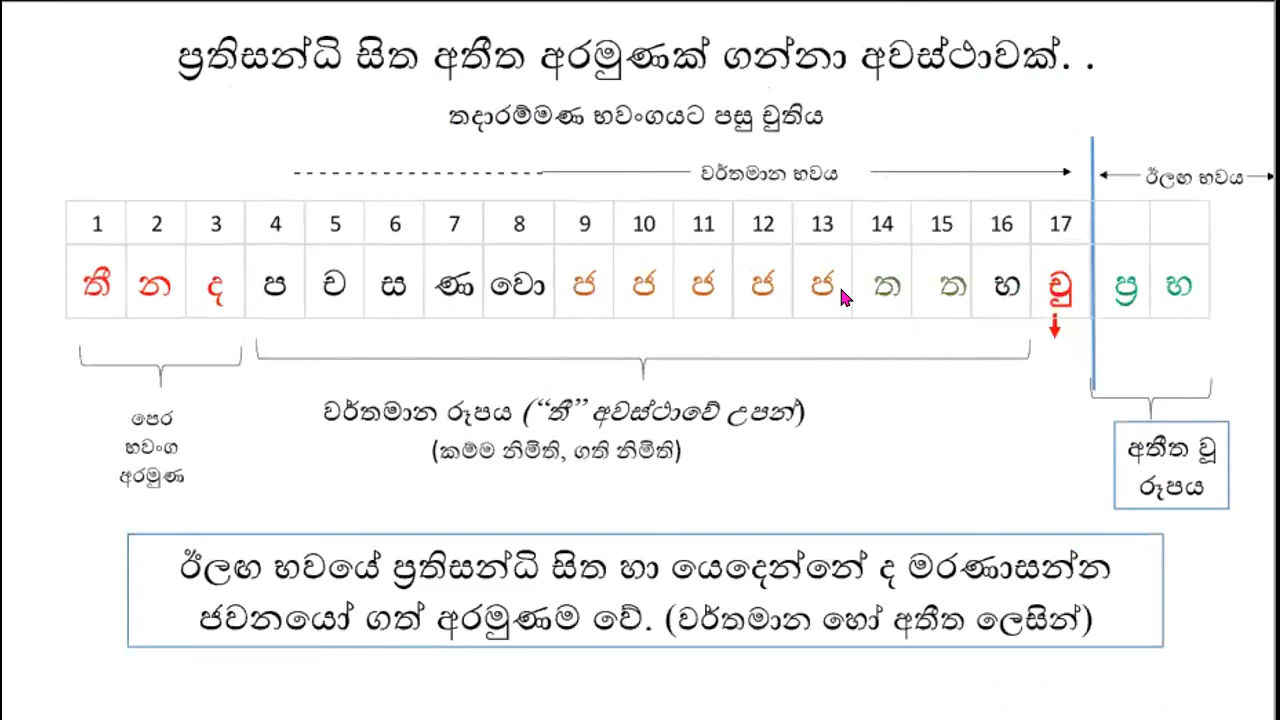 ප්‍රතිසන්ධි සිත අතීත අරමුණක් ගන්නා අවස්ථාවක්. .
තදාරම්මණ භවංගයට පසු චුතිය
වර්තමාන භවය
ඊලඟ භවය
1 2 3 4 5 6 7 8 9 10 11 12 13 14 15 16 17
තී න ද ප ච ස ණ වො ජ ජ ජ ජ ජ ත ත භ චු ප්‍ර භ
පෙර
භවංග
අරමුණ
වර්තමාන රූපය (“තී” අවස්ථාවේ උපන්)
(කම්ම නිමිති, ගති නිමිති)
අතීත වූ
රූපය
ඊලඟ භවයේ ප්‍රතිසන්ධි සිත හා යෙදෙන්නේ ද මරණාසන්න
ජවනයෝ ගත් අරමුණම වේ. (වර්තමාන හෝ අතීත ලෙසින්)